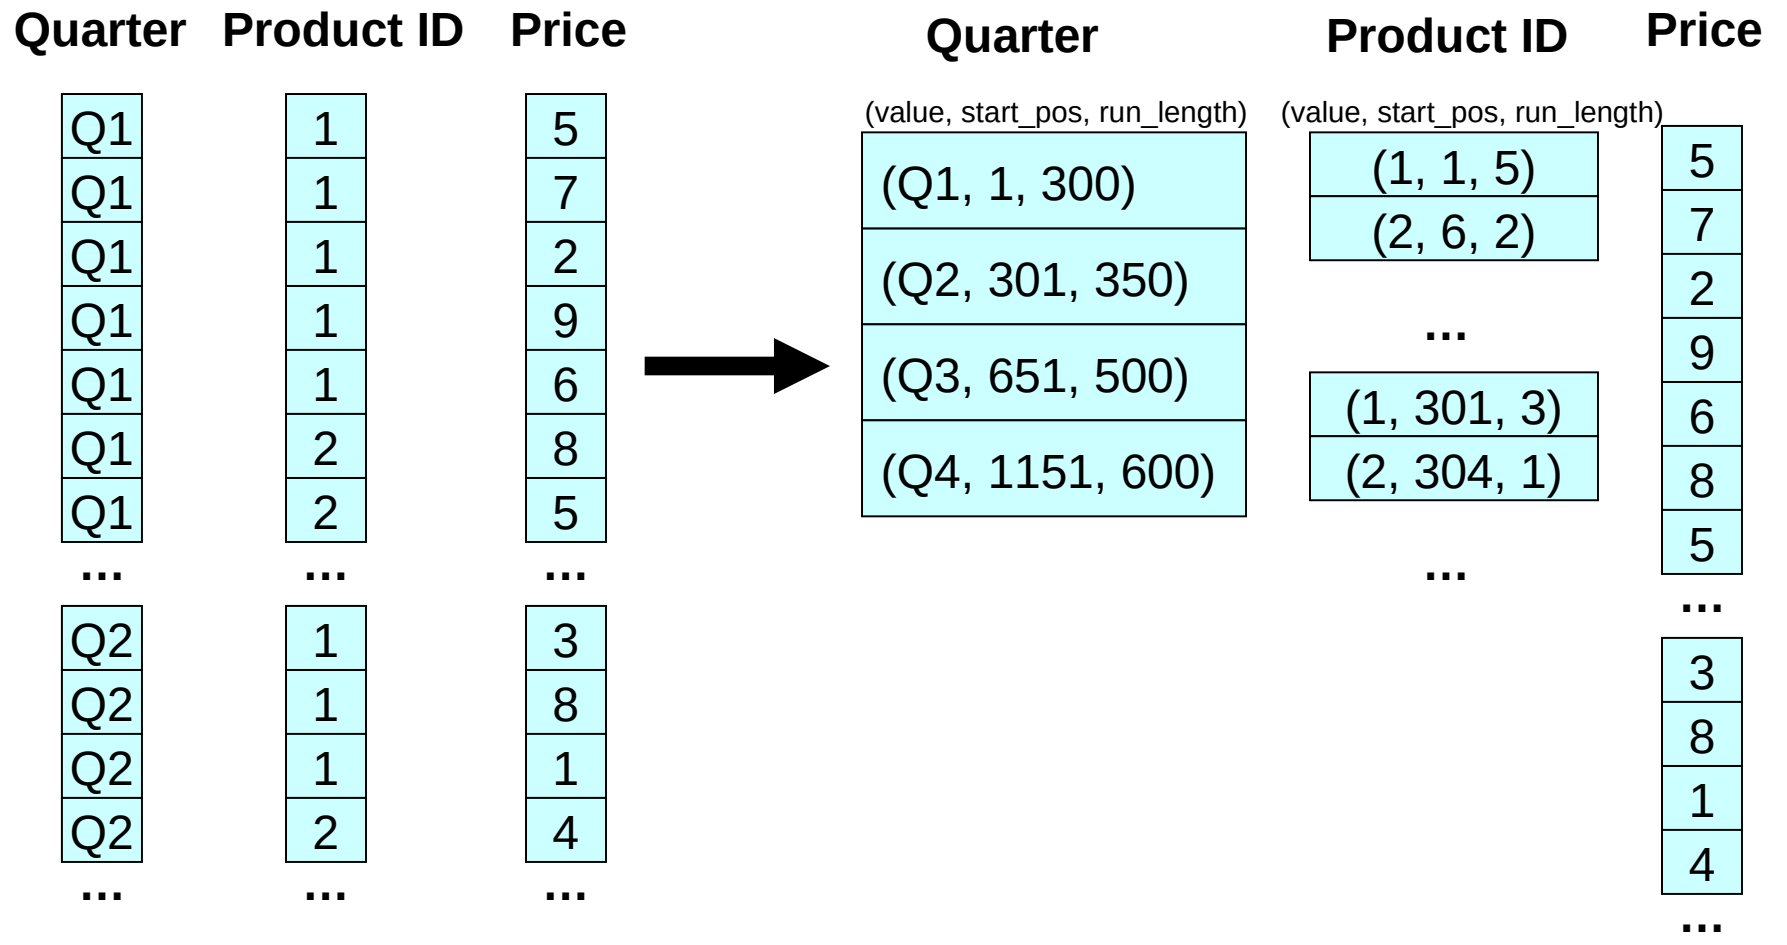 Quarter Product ID Price
Q1 1 5
Q1 1 7
Q1 1 2
Q1 1 9
Q1 1 6
Q1 2 8
Q1 2 5
... ... ...
Q2 1 3
Q2 1 8
Q2 1 1
Q2 2 4
... ... ...
Quarter
(value, start_pos, run_length)
(Q1, 1, 300)
(Q2, 301, 350)
(Q3, 651, 500)
(Q4, 1151, 600)
Product ID
(value, start_pos, run_length)
(1, 1, 5)
(2, 6, 2)
...
(1, 301, 3)
(2, 304, 1)
...
Price
5
7
2
9
6
8
5
...
3
8
1
4
...